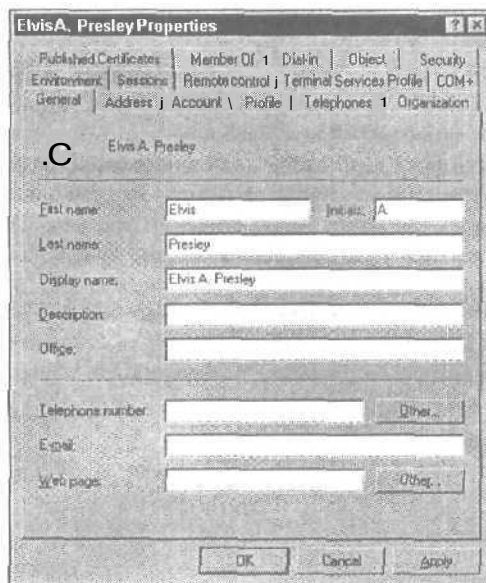 ElvisA, Presley Properties ? x
Published Certificates | Member Of 1 Dial-in | Object | Security
Environment | Sessions | Remote control j Terminal Services Profile | COM+
General | Address j Account \ Profile | Telephones 1 Organization
.C Elvis A. Presley
First name: Elvis Initials: A
Last name: Presley
Display name: Elvis A. Presley
Description:
Office:
Telephone number: Other...
E-mail:
Web page: Other...
OK Cancel Apply